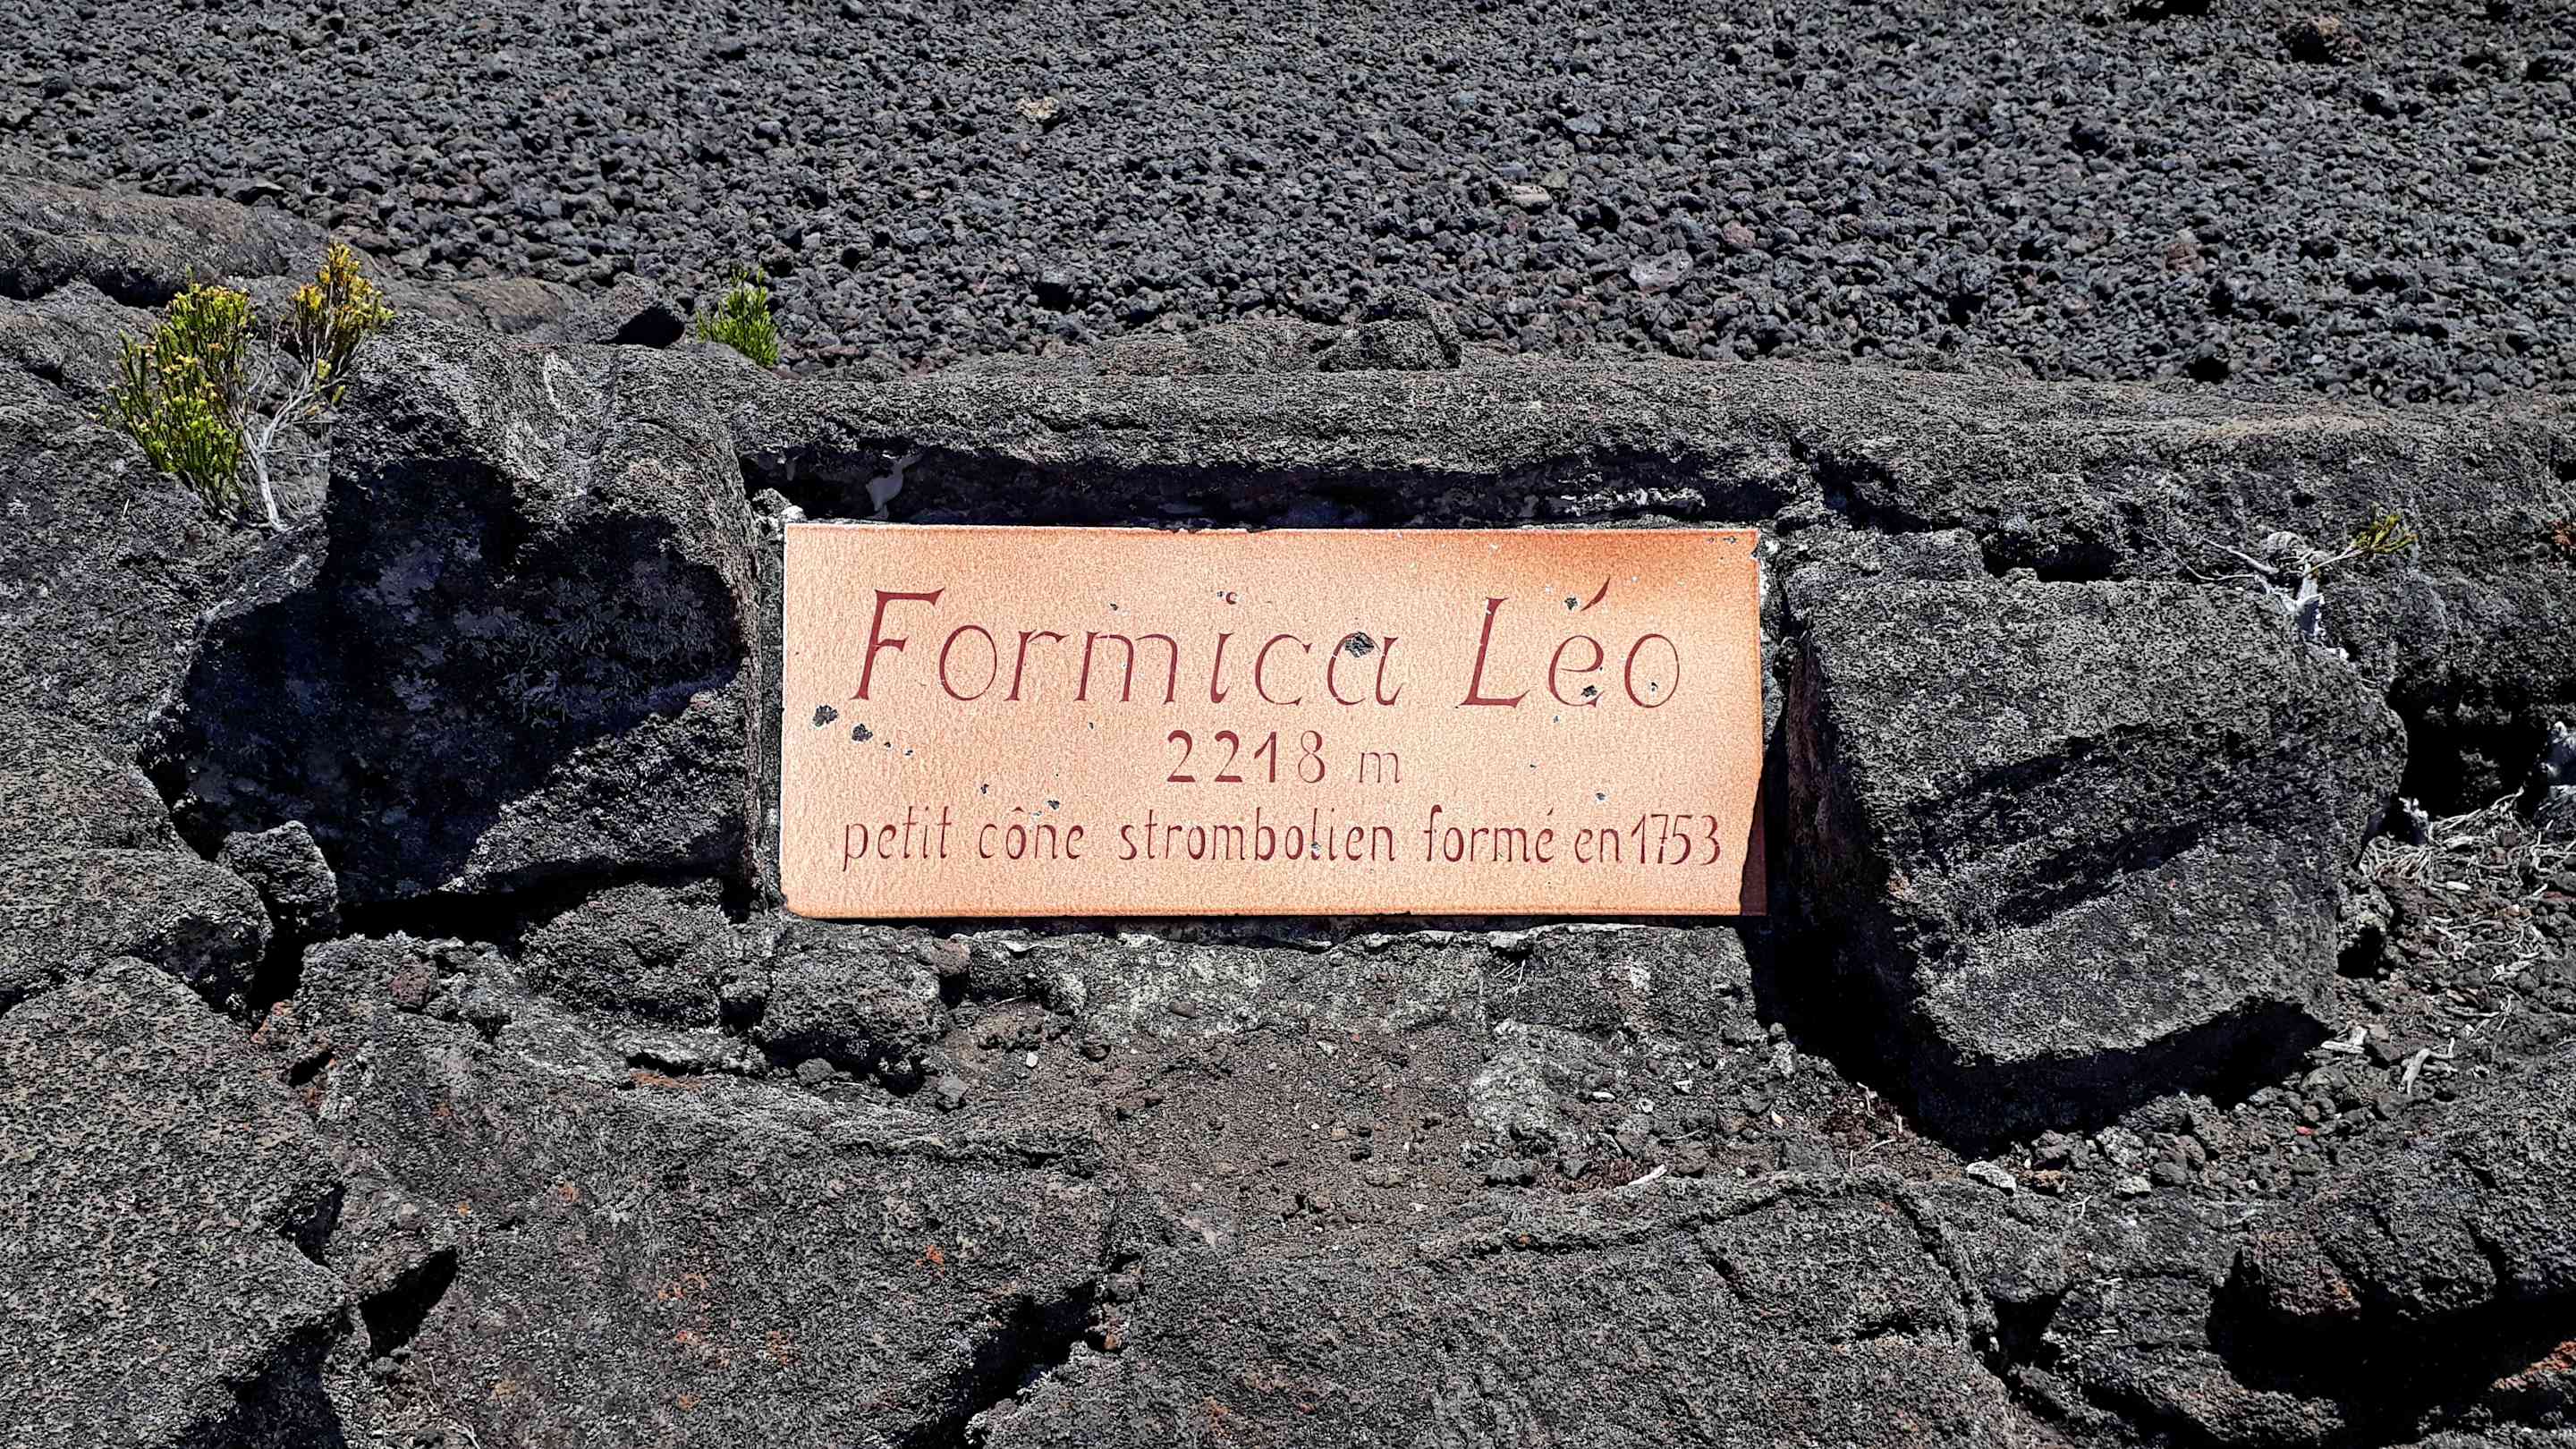 Formica Léo
2218 m
petit cône strombolien formé en 1753